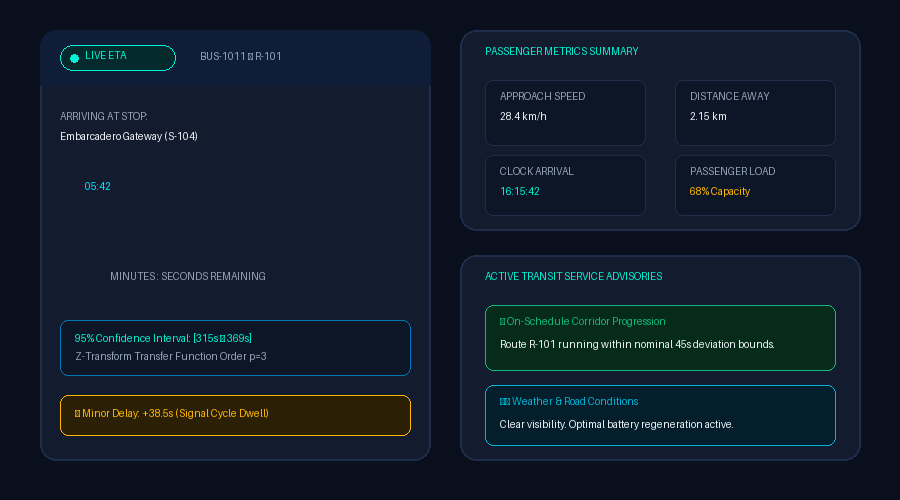 LIVE ETA
BUS-1011 R-101
ARRIVING AT STOP:
Embarcadero Gateway (S-104)
05:42
MINUTES : SECONDS REMAINING
95% Confidence Interval: [315s 369s]
Z-Transform Transfer Function Order p=3
Minor Delay: +38.5s (Signal Cycle Dwell)
PASSENGER METRICS SUMMARY
APPROACH SPEED
28.4 km/h
DISTANCE AWAY
2.15 km
CLOCK ARRIVAL
16:15:42
PASSENGER LOAD
68% Capacity
ACTIVE TRANSIT SERVICE ADVISORIES
On-Schedule Corridor Progression
Route R-101 running within nominal 45s deviation bounds.
Weather & Road Conditions
Clear visibility. Optimal battery regeneration active.